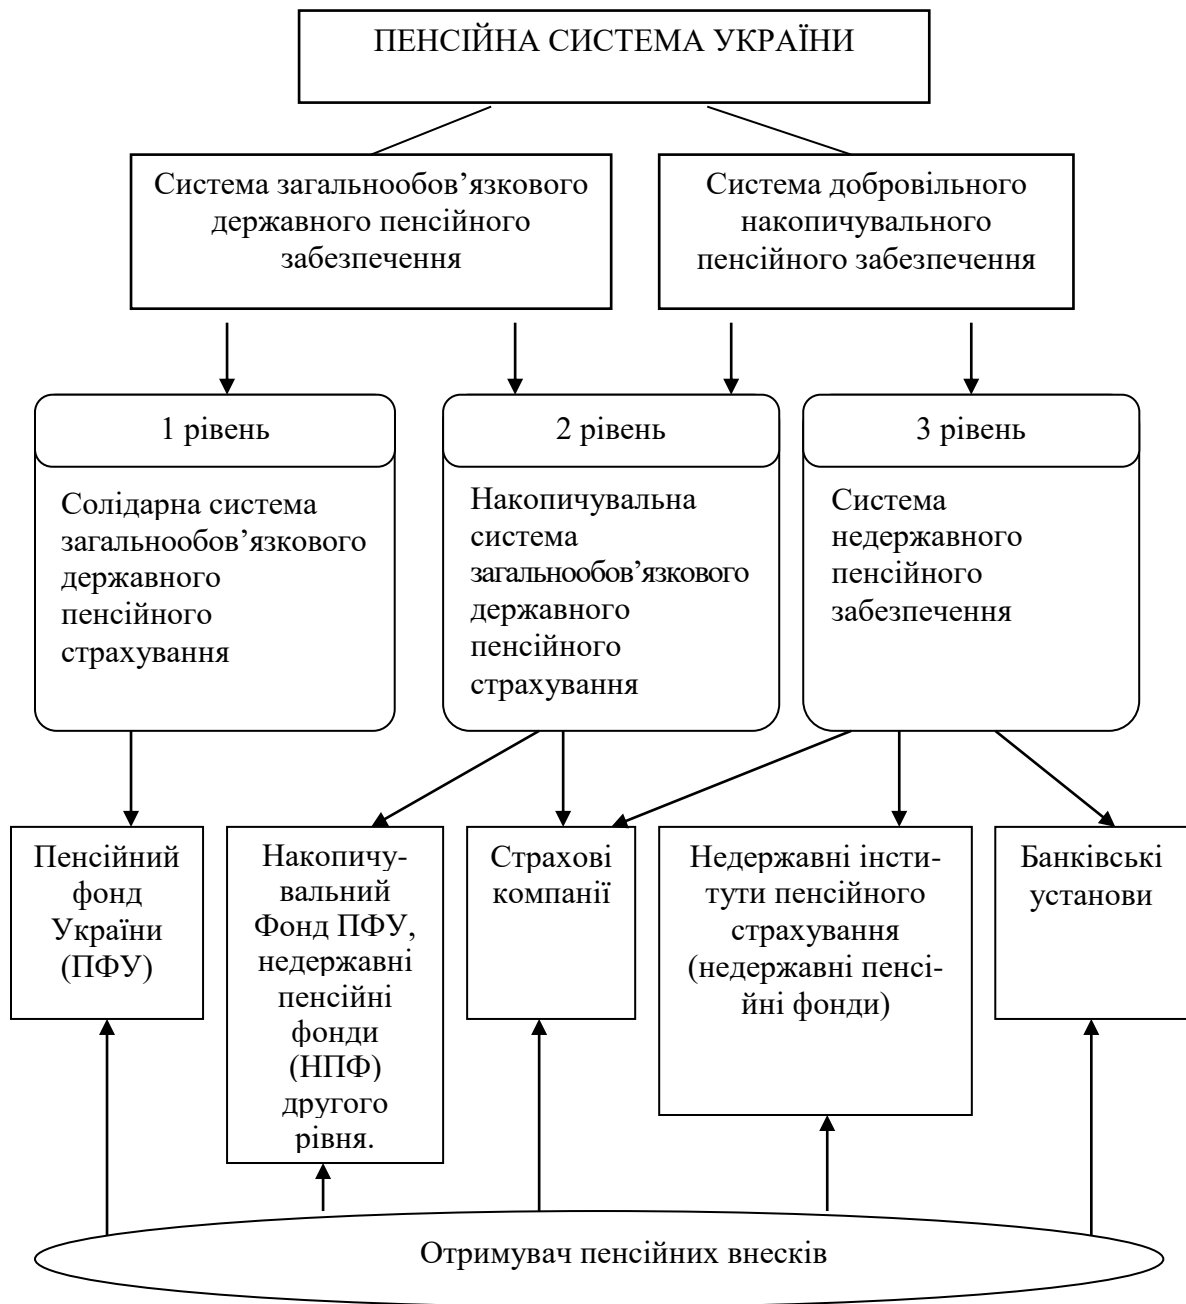 ПЕНСІЙНА СИСТЕМА УКРАЇНИ
Система загальнообов’язкового
державного пенсійного
забезпечення
Система добровільного
накопичувального
пенсійного забезпечення
1 рівень
Солідарна система
загальнообов’язкового
державного
пенсійного
страхування
2 рівень
Накопичувальна
система
загальнообов’язкового
державного
пенсійного
страхування
3 рівень
Система
недержавного
пенсійного
забезпечення
Пенсійний
фонд
України
(ПФУ)
Накопичу-
вальний
Фонд ПФУ,
недержавні
пенсійні
фонди
(НПФ)
другого
рівня.
Страхові
компанії
Недержавні інсти-
тути пенсійного
страхування
(недержавні пенсі-
йні фонди)
Банківські
установи
Отримувач пенсійних внесків